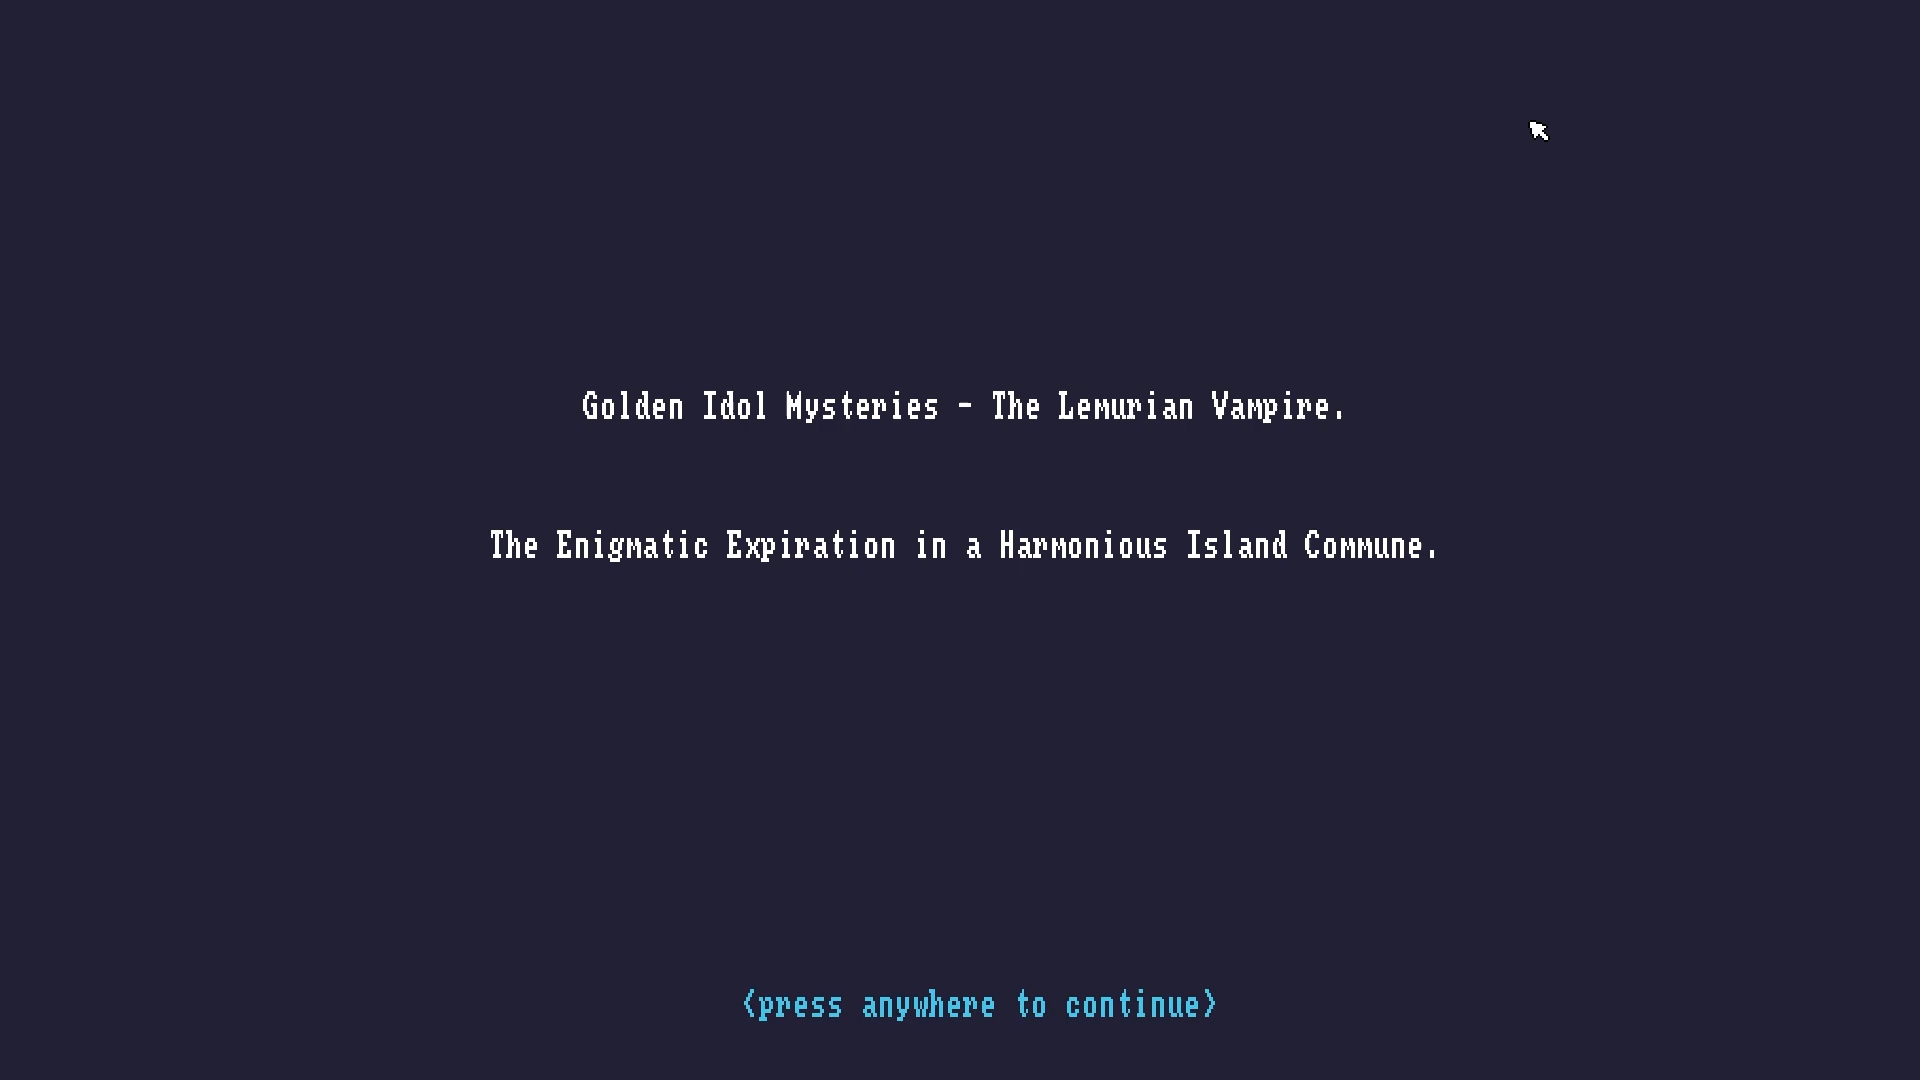 Golden Idol Mysteries - The Lemurian Vampire.
The Enigmatic Expiration in a Harmonious Island Commune.
<press anywhere to continue>